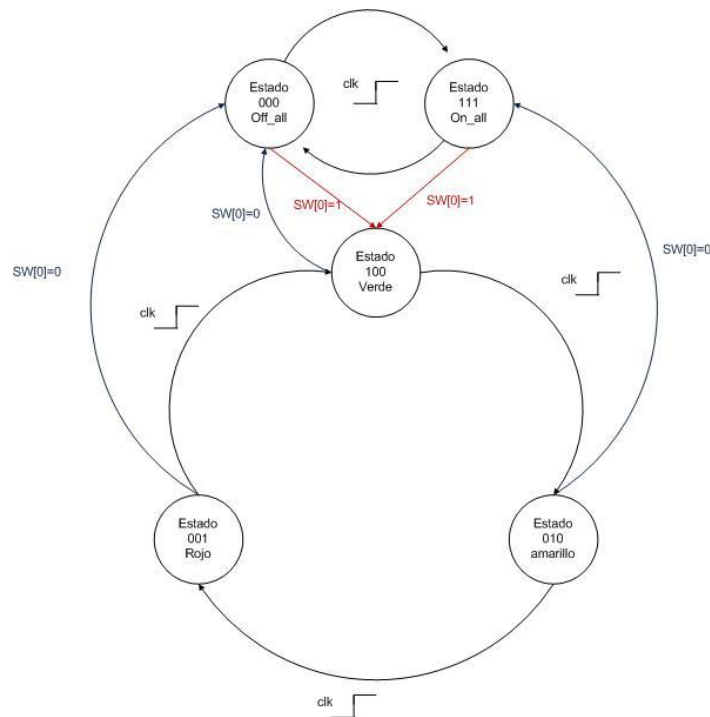 clk
Estado
000
Off_all
Estado
111
On_all
SW[0]=0
SW[0]=1
SW[0]=1
Estado
100
Verde
SW[0]=0
SW[0]=0
clk
clk
Estado
001
Rojo
Estado
010
amarillo
clk